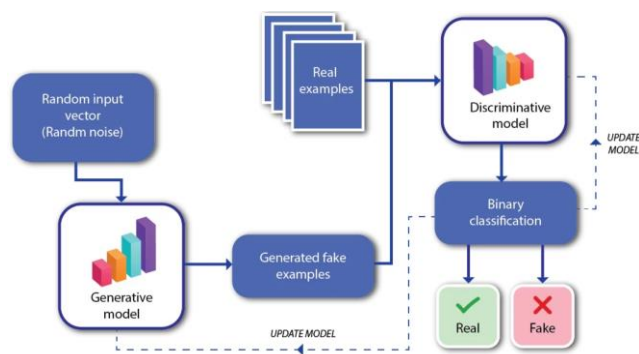 Random input
vector
(Randm noise)
Generative
model
Generated fake
examples
Real
examples
Discriminative
model
UPDATE
MODEL
Binary
classification
Real
Fake
UPDATE MODEL